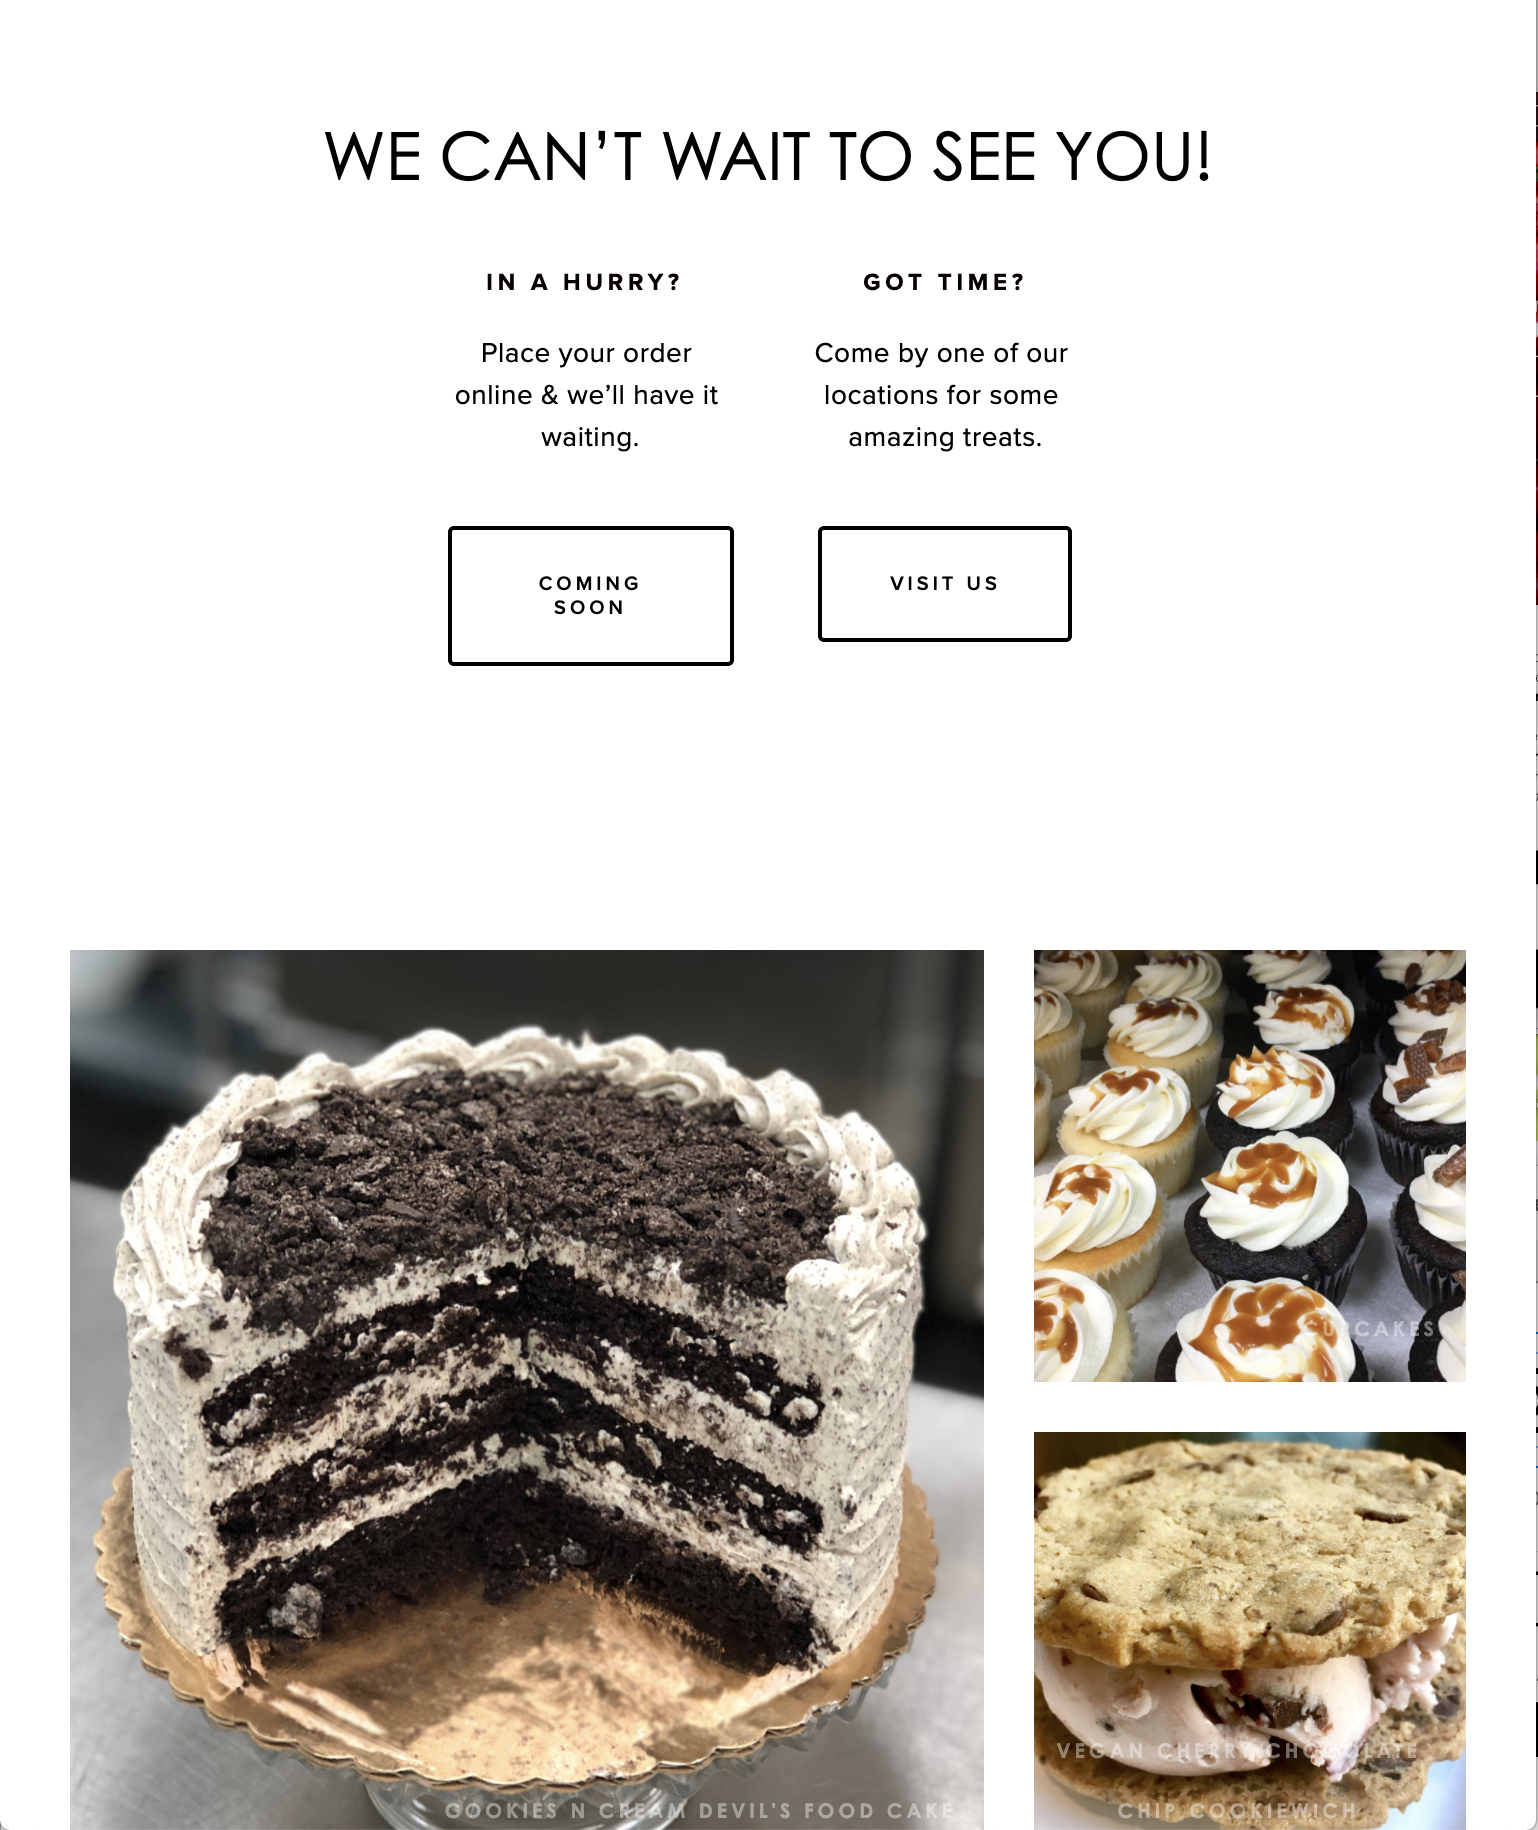 WE CAN’T WAIT TO SEE YOU!
IN A HURRY?
Place your order
online & we’ll have it
waiting.
COMING
SOON
GOT TIME?
Come by one of our
locations for some
amazing treats.
VISIT US
CUPCAKES
VEGAN CHERRY CHOCOLATE
CHIP COOKIEWICH
COOKIES N CREAM DEVIL'S FOOD CAKE